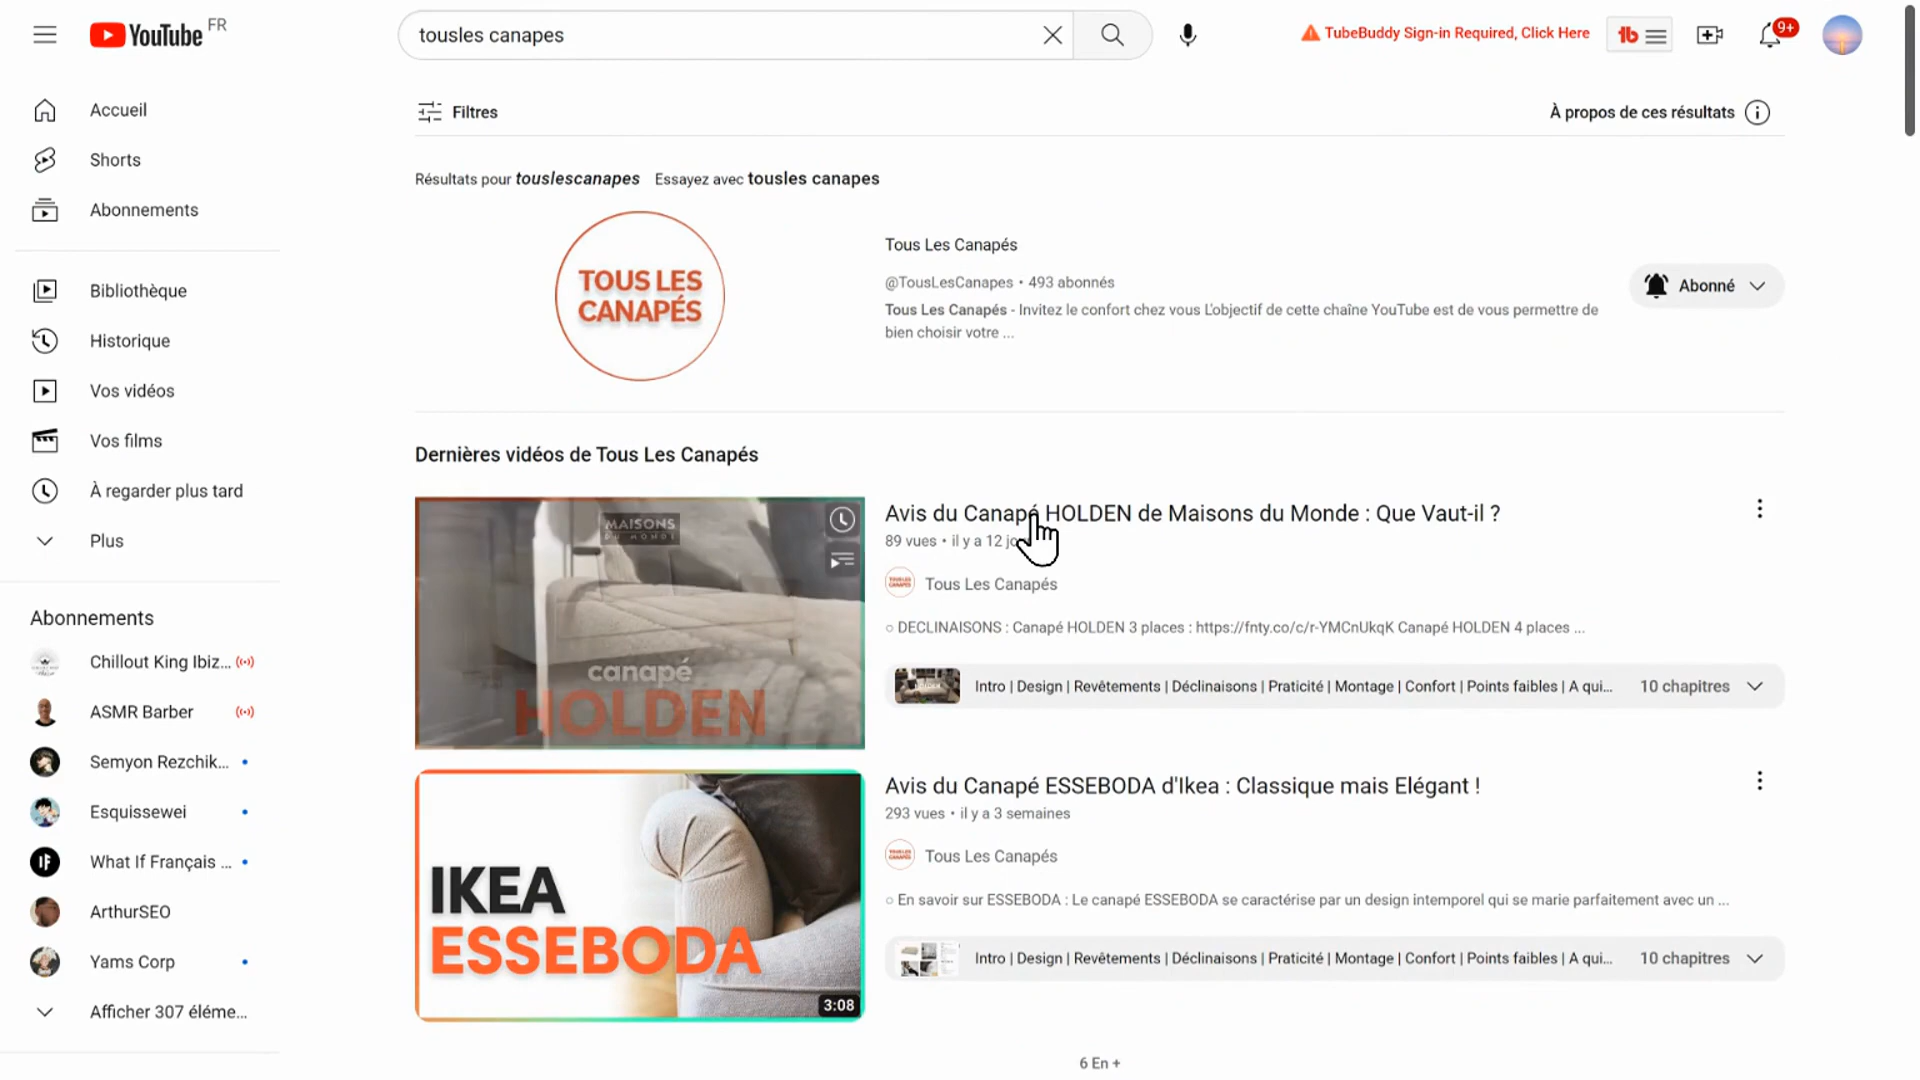 YouTube FR
tousles canapes
TubeBuddy Sign-in Required, Click Here
9+
Accueil
Shorts
Abonnements
Bibliothèque
Historique
Vos vidéos
Vos films
À regarder plus tard
Plus
Abonnements
Chillout King Ibiz...
ASMR Barber
Semyon Rezchik...
Esquissewei
What If Français ...
ArthurSEO
Yams Corp
Afficher 307 éléme...
Filtres
À propos de ces résultats
Résultats pour touslescanapes Essayez avec tousles canapes
TOUS LES
CANAPÉS
Tous Les Canapés
@TousLesCanapes • 493 abonnés
Tous Les Canapés - Invitez le confort chez vous L'objectif de cette chaîne YouTube est de vous permettre de
bien choisir votre ...
Abonné
Dernières vidéos de Tous Les Canapés
MAISONS
DU MONDE
canapé
HOLDEN
Avis du Canapé HOLDEN de Maisons du Monde : Que Vaut-il ?
89 vues • il y a 12 jo
Tous Les Canapés
○ DECLINAISONS : Canapé HOLDEN 3 places : https://fnty.co/c/r-YMCnUkqK Canapé HOLDEN 4 places ...
Intro | Design | Revêtements | Déclinaisons | Praticité | Montage | Confort | Points faibles | A qui... 10 chapitres
IKEA
ESSEBODA
3:08
Avis du Canapé ESSEBODA d'Ikea : Classique mais Elégant !
293 vues • il y a 3 semaines
Tous Les Canapés
○ En savoir sur ESSEBODA : Le canapé ESSEBODA se caractérise par un design intemporel qui se marie parfaitement avec un ...
Intro | Design | Revêtements | Déclinaisons | Praticité | Montage | Confort | Points faibles | A qui... 10 chapitres
6 En +